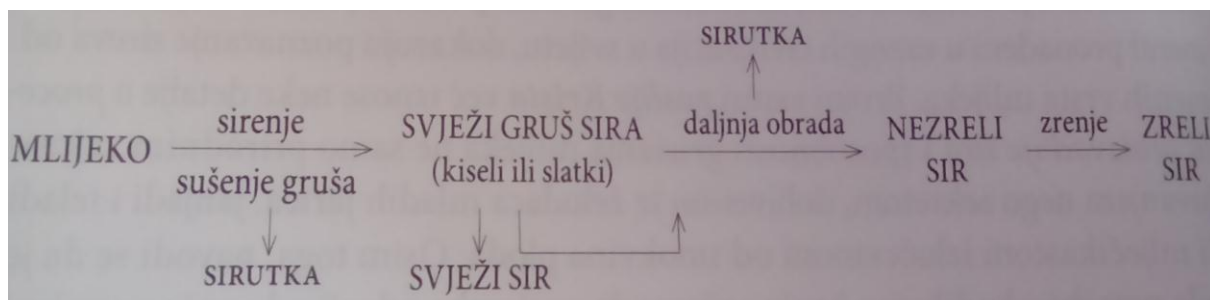 SIRUTKA
MLIJEKO sirenje SVJEŽI GRUŠ SIRA daljnja obrada NEZRELI zrenje ZRELI
sušenje gruša (kiseli ili slatki) SIR SIR
SIRUTKA SVJEŽI SIR